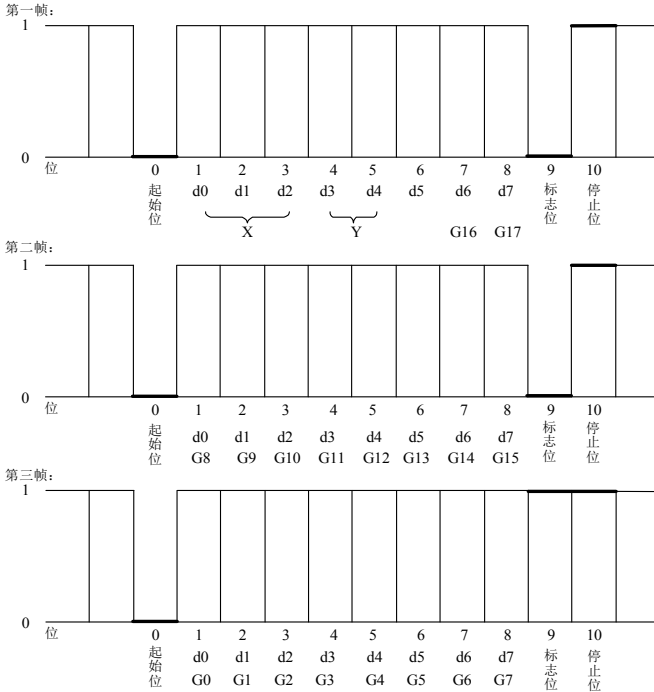 第一帧：
1
0
位 0 1 2 3 4 5 6 7 8 9 10
起始位 d0 d1 d2 d3 d4 d5 d6 d7 标志位 停止位
X Y G16 G17
第二帧：
1
0
位 0 1 2 3 4 5 6 7 8 9 10
起始位 d0 d1 d2 d3 d4 d5 d6 d7 标志位 停止位
G8 G9 G10 G11 G12 G13 G14 G15
第三帧：
1
0
位 0 1 2 3 4 5 6 7 8 9 10
起始位 d0 d1 d2 d3 d4 d5 d6 d7 标志位 停止位
G0 G1 G2 G3 G4 G5 G6 G7